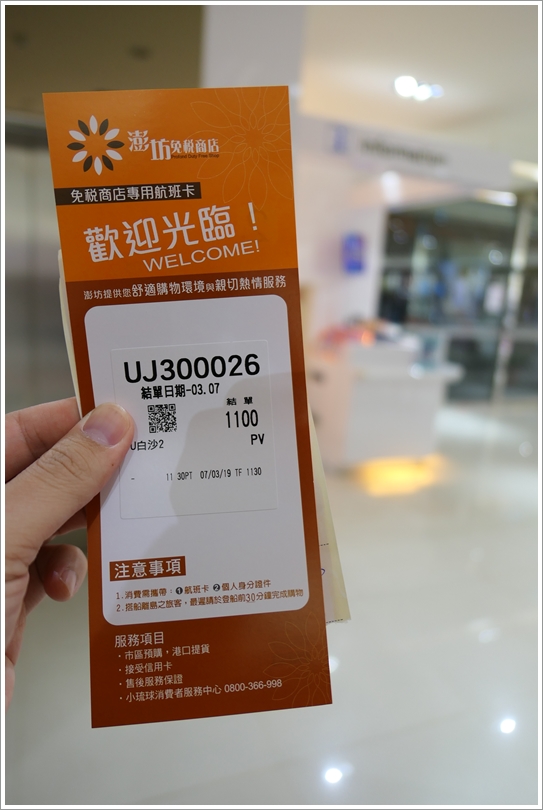 澎坊免稅商店
免稅商店專用航班卡
歡迎光臨！
WELCOME!
澎坊提供您舒適購物環境與親切熱情服務
UJ300026
結單日期-03.07
結單
1100
白沙2
PV
~ 11 30PT 07/03/19 TF 1130
注意事項
1.消費需攜帶：❶航班卡 ❷個人身分證件
2.搭船離島之旅客，最遲請於登船前30分鐘完成購物
服務項目
・市區預購，港口提貨
・接受信用卡
・售後服務保證
・小琉球消費者服務中心 0800-366-998
Information